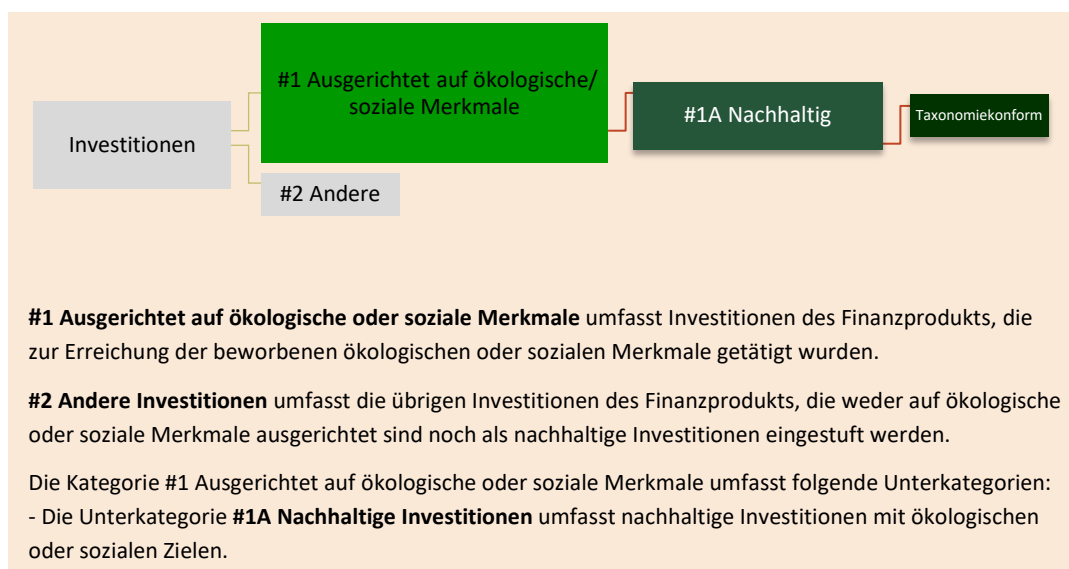 #1 Ausgerichtet auf ökologische/
soziale Merkmale
#1A Nachhaltig
Taxonomiekonform
Investitionen
#2 Andere
#1 Ausgerichtet auf ökologische oder soziale Merkmale umfasst Investitionen des Finanzprodukts, die
zur Erreichung der beworbenen ökologischen oder sozialen Merkmale getätigt wurden.
#2 Andere Investitionen umfasst die übrigen Investitionen des Finanzprodukts, die weder auf ökologische
oder soziale Merkmale ausgerichtet sind noch als nachhaltige Investitionen eingestuft werden.
Die Kategorie #1 Ausgerichtet auf ökologische oder soziale Merkmale umfasst folgende Unterkategorien:
- Die Unterkategorie #1A Nachhaltige Investitionen umfasst nachhaltige Investitionen mit ökologischen
oder sozialen Zielen.